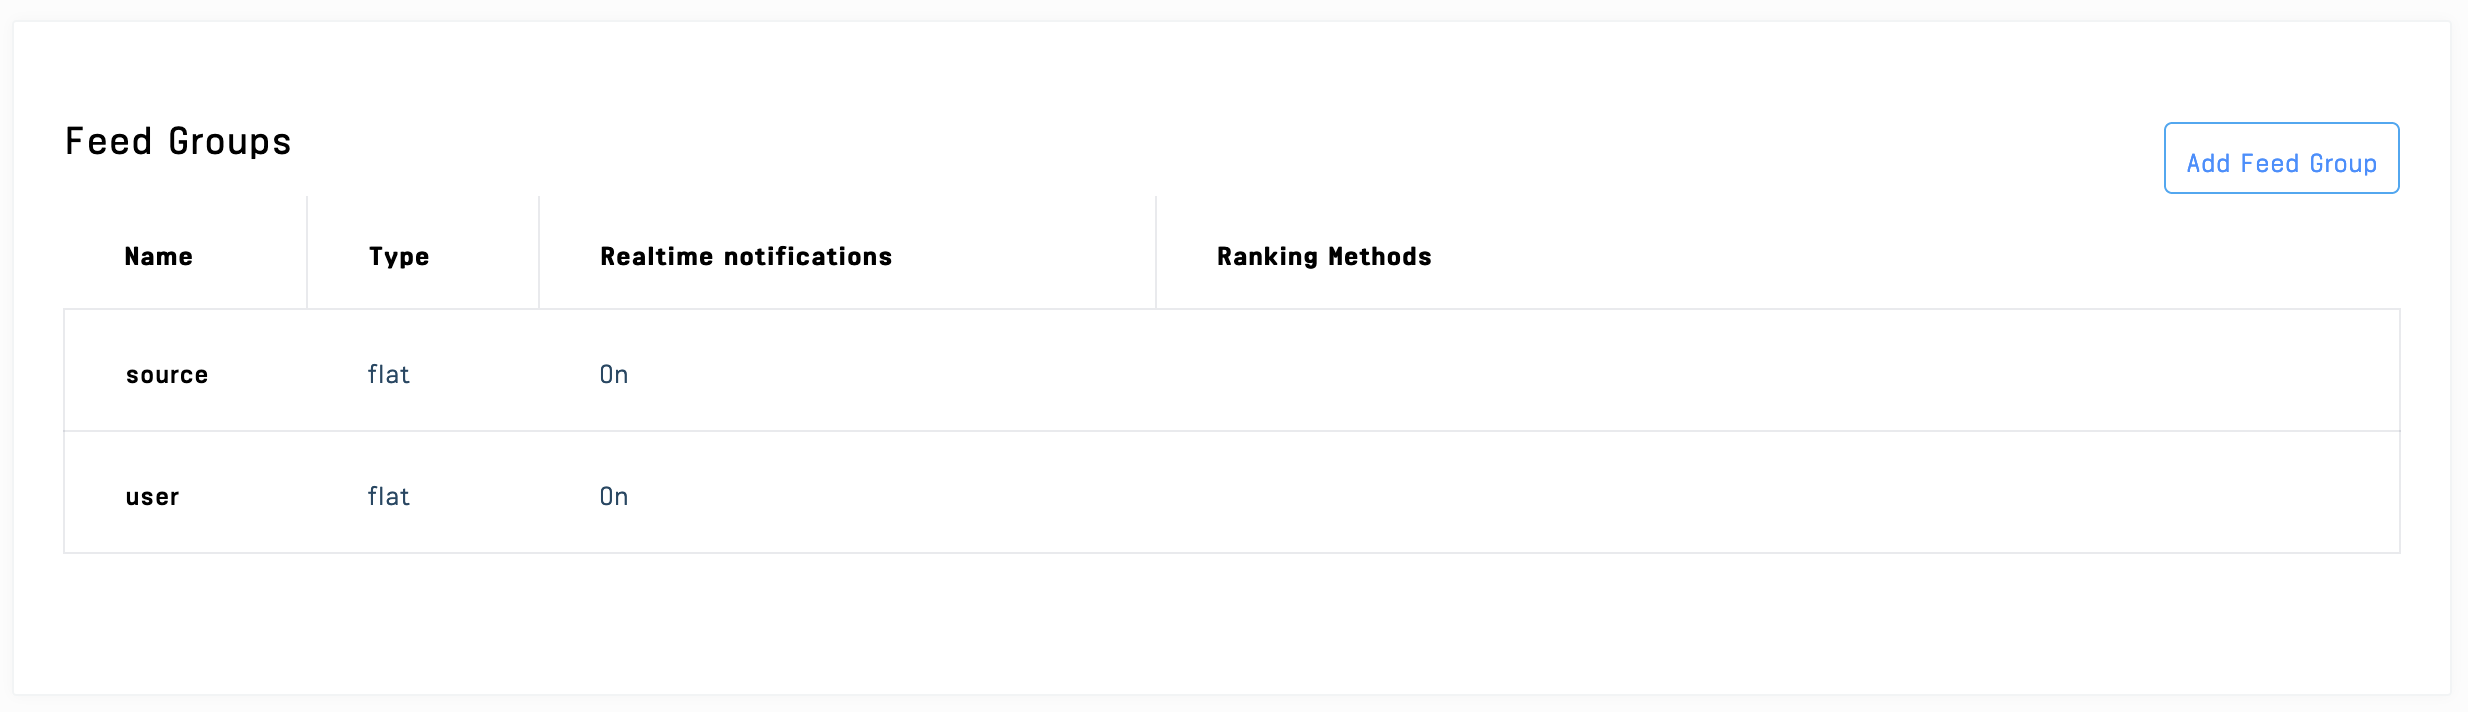 Feed Groups
Add Feed Group
Name Type Realtime notifications Ranking Methods
source flat On
user flat On